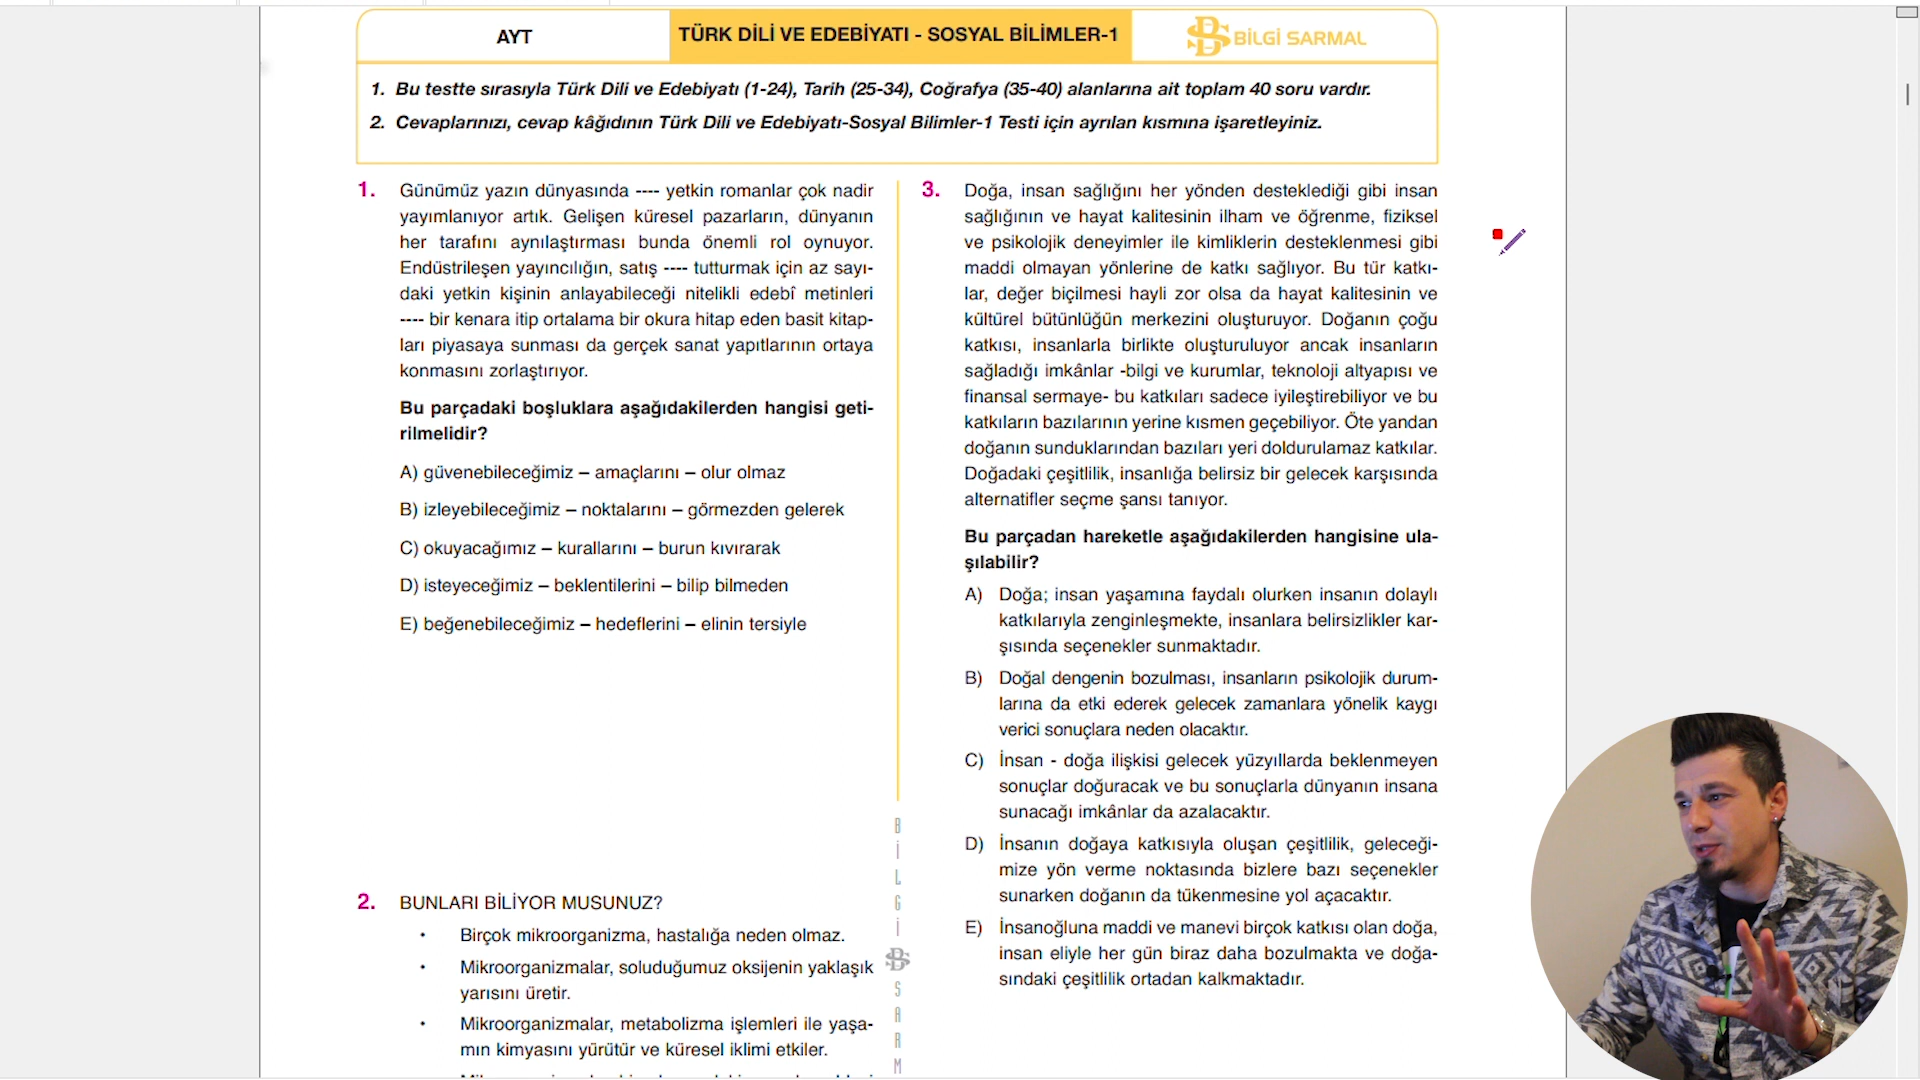 AYT
TÜRK DİLİ VE EDEBİYATI - SOSYAL BİLİMLER-1
BİLGİ SARMAL
1. Bu testte sırasıyla Türk Dili ve Edebiyatı (1-24), Tarih (25-34), Coğrafya (35-40) alanlarına ait toplam 40 soru vardır.
2. Cevaplarınızı, cevap kâğıdının Türk Dili ve Edebiyatı-Sosyal Bilimler-1 Testi için ayrılan kısmına işaretleyiniz.
1. Günümüz yazın dünyasında ---- yetkin romanlar çok nadir
yayımlanıyor artık. Gelişen küresel pazarların, dünyanın
her tarafını aynılaştırması bunda önemli rol oynuyor.
Endüstrileşen yayıncılığın, satış ---- tutturmak için az sayı-
daki yetkin kişinin anlayabileceği nitelikli edebî metinleri
---- bir kenara itip ortalama bir okura hitap eden basit kitap-
ları piyasaya sunması da gerçek sanat yapıtlarının ortaya
konmasını zorlaştırıyor.
Bu parçadaki boşluklara aşağıdakilerden hangisi geti-
rilmelidir?
A) güvenebileceğimiz – amaçlarını – olur olmaz
B) izleyebileceğimiz – noktalarını – görmezden gelerek
C) okuyacağımız – kurallarını – burun kıvırarak
D) isteyeceğimiz – beklentilerini – bilip bilmeden
E) beğenebileceğimiz – hedeflerini – elinin tersiyle
2. BUNLARI BİLİYOR MUSUNUZ?
• Birçok mikroorganizma, hastalığa neden olmaz.
• Mikroorganizmalar, soluduğumuz oksijenin yaklaşık
yarısını üretir.
• Mikroorganizmalar, metabolizma işlemleri ile yaşa-
mın kimyasını yürütür ve küresel iklimi etkiler.
BİLGİ SARM
3. Doğa, insan sağlığını her yönden desteklediği gibi insan
sağlığının ve hayat kalitesinin ilham ve öğrenme, fiziksel
ve psikolojik deneyimler ile kimliklerin desteklenmesi gibi
maddi olmayan yönlerine de katkı sağlıyor. Bu tür katkı-
lar, değer biçilmesi hayli zor olsa da hayat kalitesinin ve
kültürel bütünlüğün merkezini oluşturuyor. Doğanın çoğu
katkısı, insanlarla birlikte oluşturuluyor ancak insanların
sağladığı imkânlar -bilgi ve kurumlar, teknoloji altyapısı ve
finansal sermaye- bu katkıları sadece iyileştirebiliyor ve bu
katkıların bazılarının yerine kısmen geçebiliyor. Öte yandan
doğanın sunduklarından bazıları yeri doldurulamaz katkılar.
Doğadaki çeşitlilik, insanlığa belirsiz bir gelecek karşısında
alternatifler seçme şansı tanıyor.
Bu parçadan hareketle aşağıdakilerden hangisine ula-
şılabilir?
A) Doğa; insan yaşamına faydalı olurken insanın dolaylı
katkılarıyla zenginleşmekte, insanlara belirsizlikler kar-
şısında seçenekler sunmaktadır.
B) Doğal dengenin bozulması, insanların psikolojik durum-
larına da etki ederek gelecek zamanlara yönelik kaygı
verici sonuçlara neden olacaktır.
C) İnsan - doğa ilişkisi gelecek yüzyıllarda beklenmeyen
sonuçlar doğuracak ve bu sonuçlarla dünyanın insana
sunacağı imkânlar da azalacaktır.
D) İnsanın doğaya katkısıyla oluşan çeşitlilik, geleceği-
mize yön verme noktasında bizlere bazı seçenekler
sunarken doğanın da tükenmesine yol açacaktır.
E) İnsanoğluna maddi ve manevi birçok katkısı olan doğa,
insan eliyle her gün biraz daha bozulmakta ve doğa-
sındaki çeşitlilik ortadan kalkmaktadır.